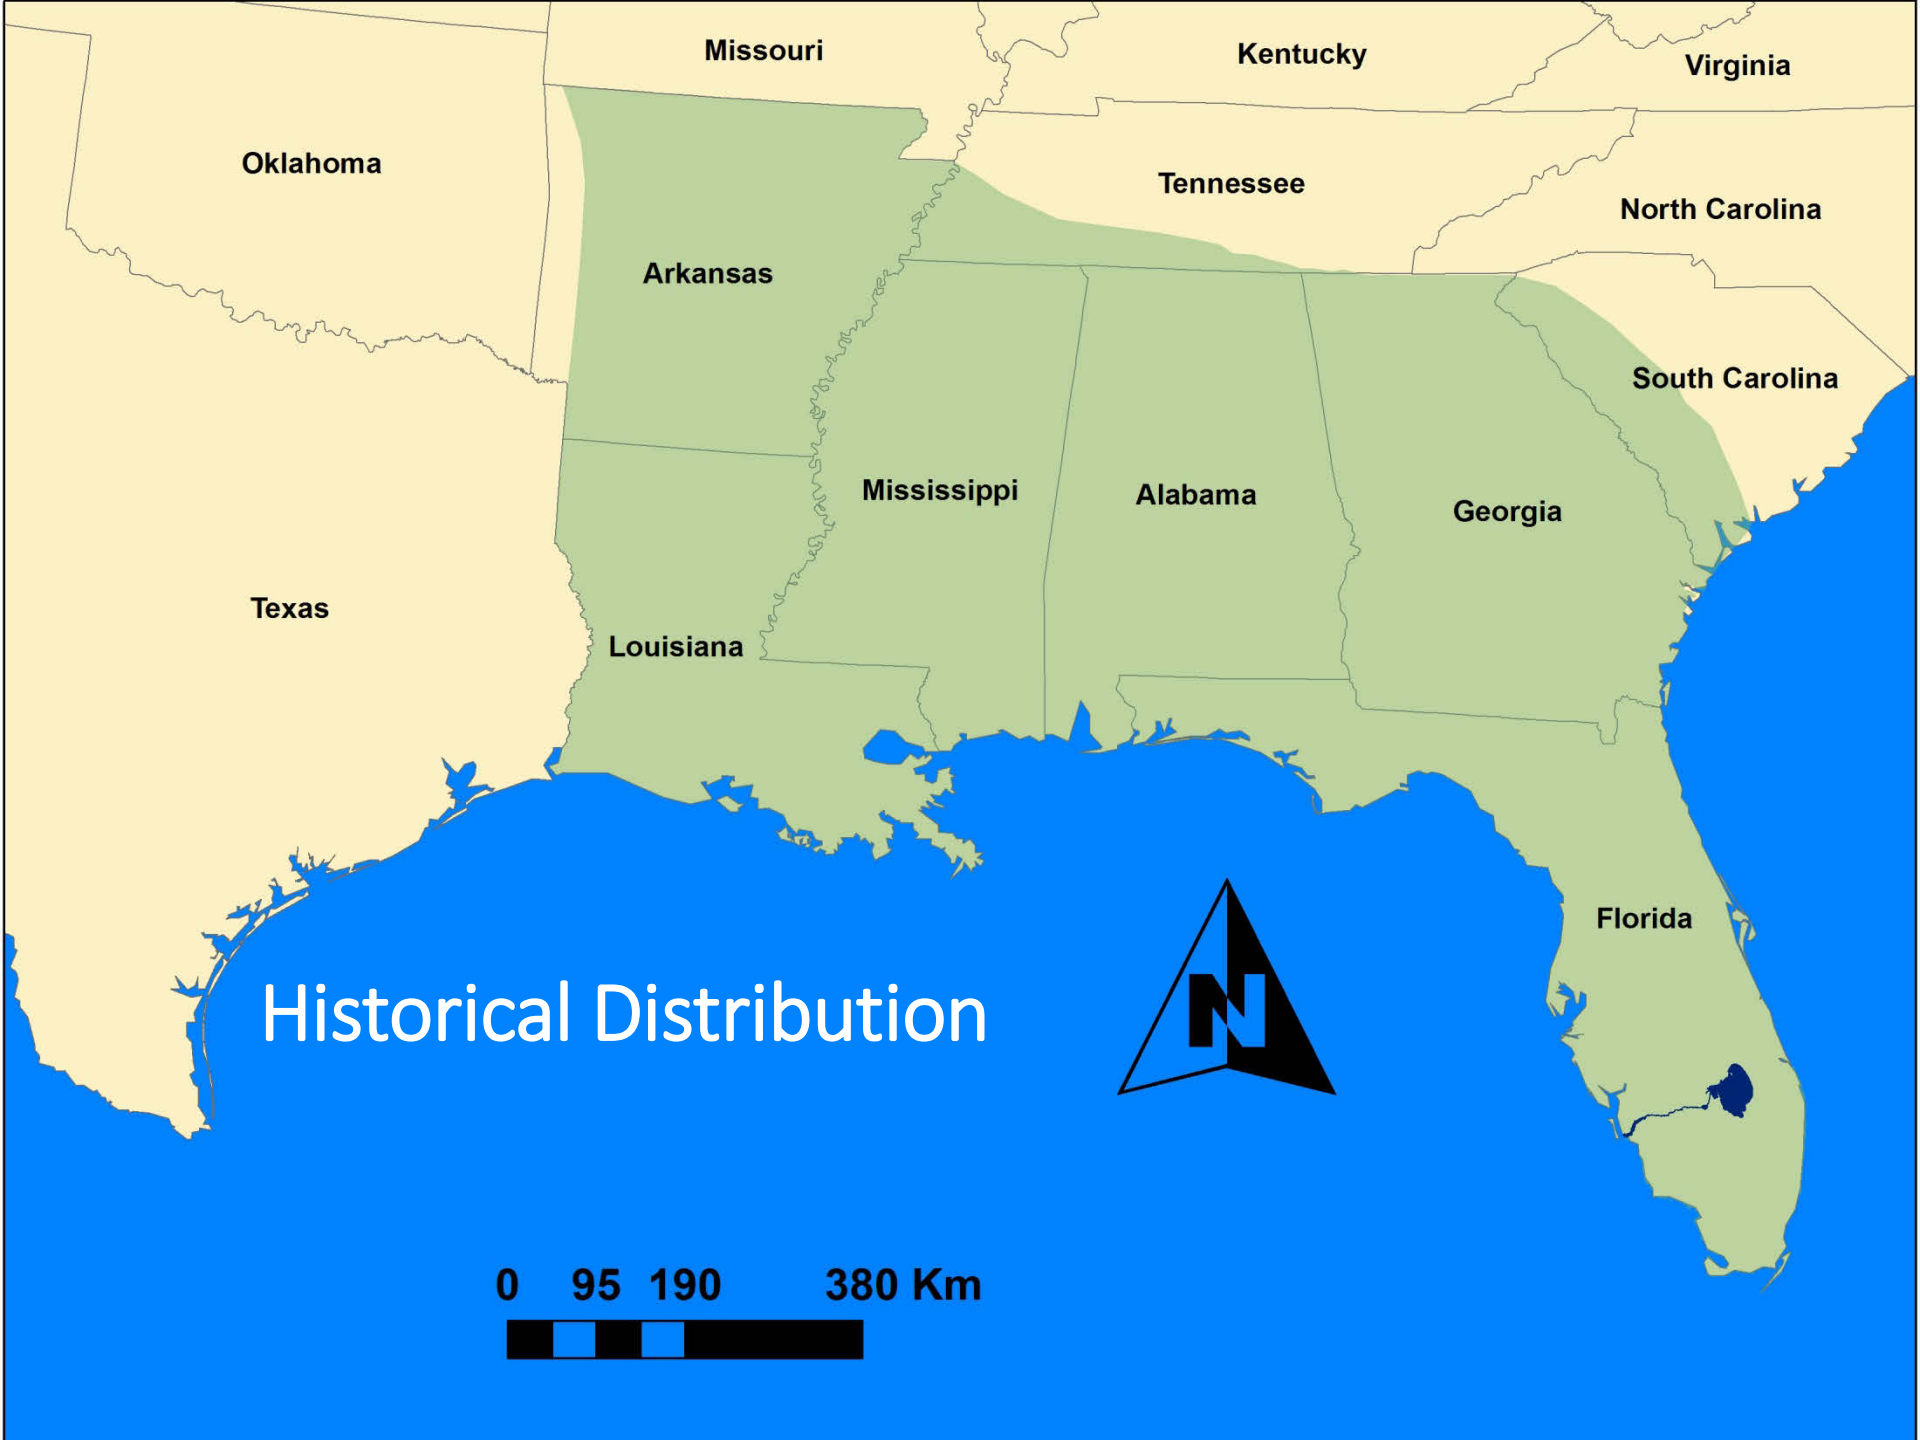 Missouri
Kentucky
Virginia
Oklahoma
Tennessee
North Carolina
Arkansas
South Carolina
Mississippi
Alabama
Georgia
Texas
Louisiana
Florida
Historical Distribution
N
0 95 190 380 Km